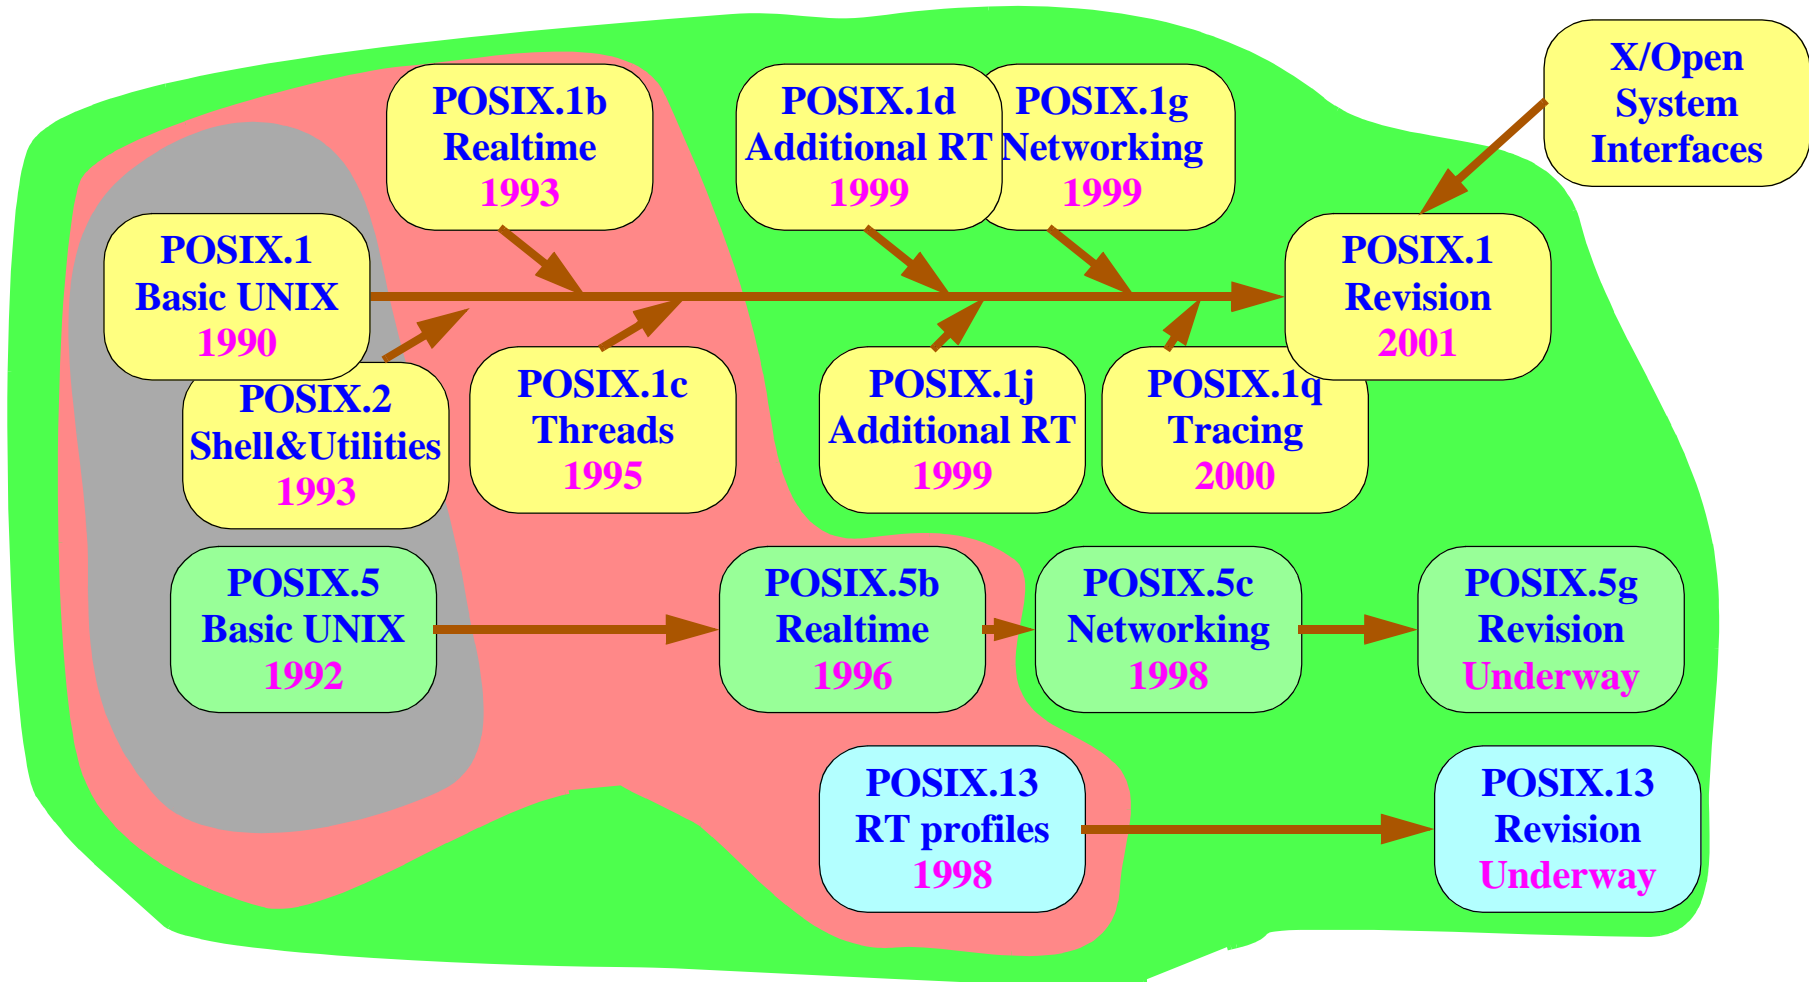 X/Open
System
Interfaces
POSIX.1b
Realtime
1993
POSIX.1d
Additional RT
1999
POSIX.1g
Networking
1999
POSIX.1
Basic UNIX
1990
POSIX.1
Revision
2001
POSIX.2
Shell&Utilities
1993
POSIX.1c
Threads
1995
POSIX.1j
Additional RT
1999
POSIX.1q
Tracing
2000
POSIX.5
Basic UNIX
1992
POSIX.5b
Realtime
1996
POSIX.5c
Networking
1998
POSIX.5g
Revision
Underway
POSIX.13
RT profiles
1998
POSIX.13
Revision
Underway